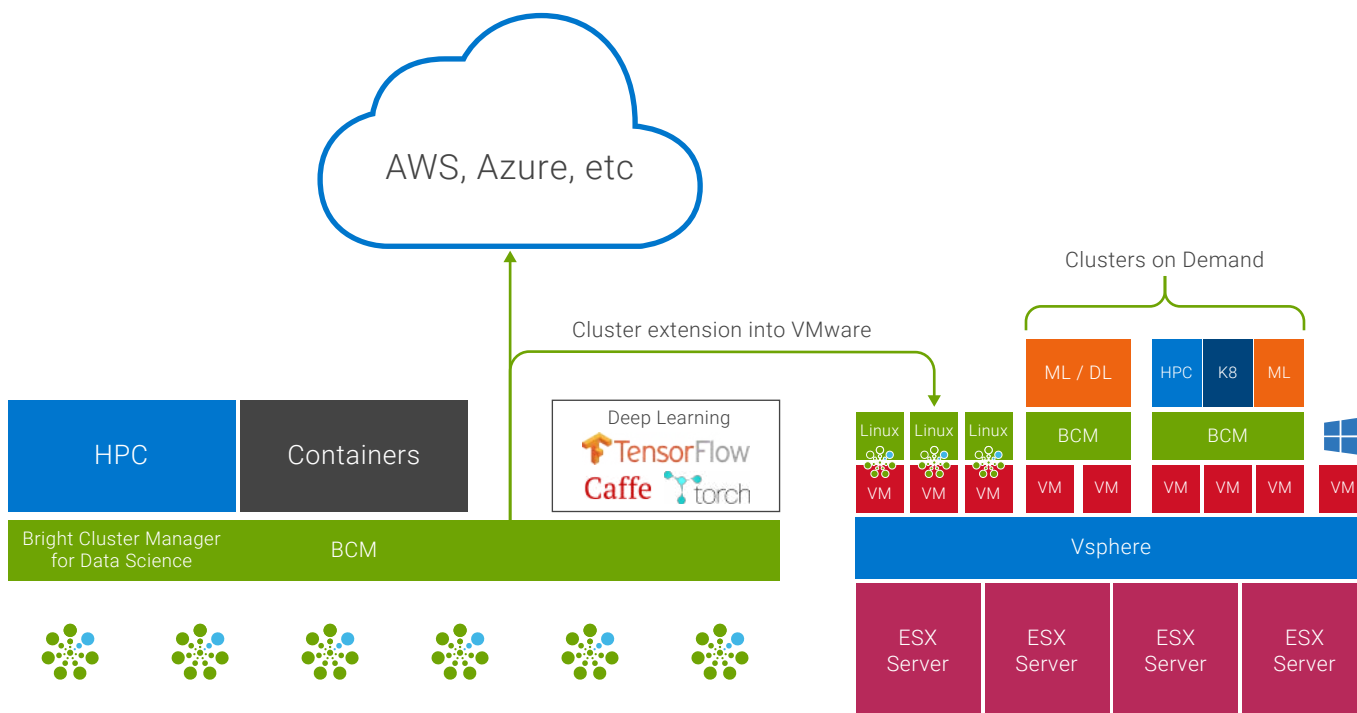 AWS, Azure, etc
Clusters on Demand
Cluster extension into VMware
ML / DL
HPC
K8
ML
HPC
Containers
Deep Learning
TensorFlow
Caffe
torch
Linux
Linux
Linux
BCM
BCM
VM
VM
VM
VM
VM
VM
VM
VM
VM
Bright Cluster Manager
for Data Science
BCM
Vsphere
ESX
Server
ESX
Server
ESX
Server
ESX
Server